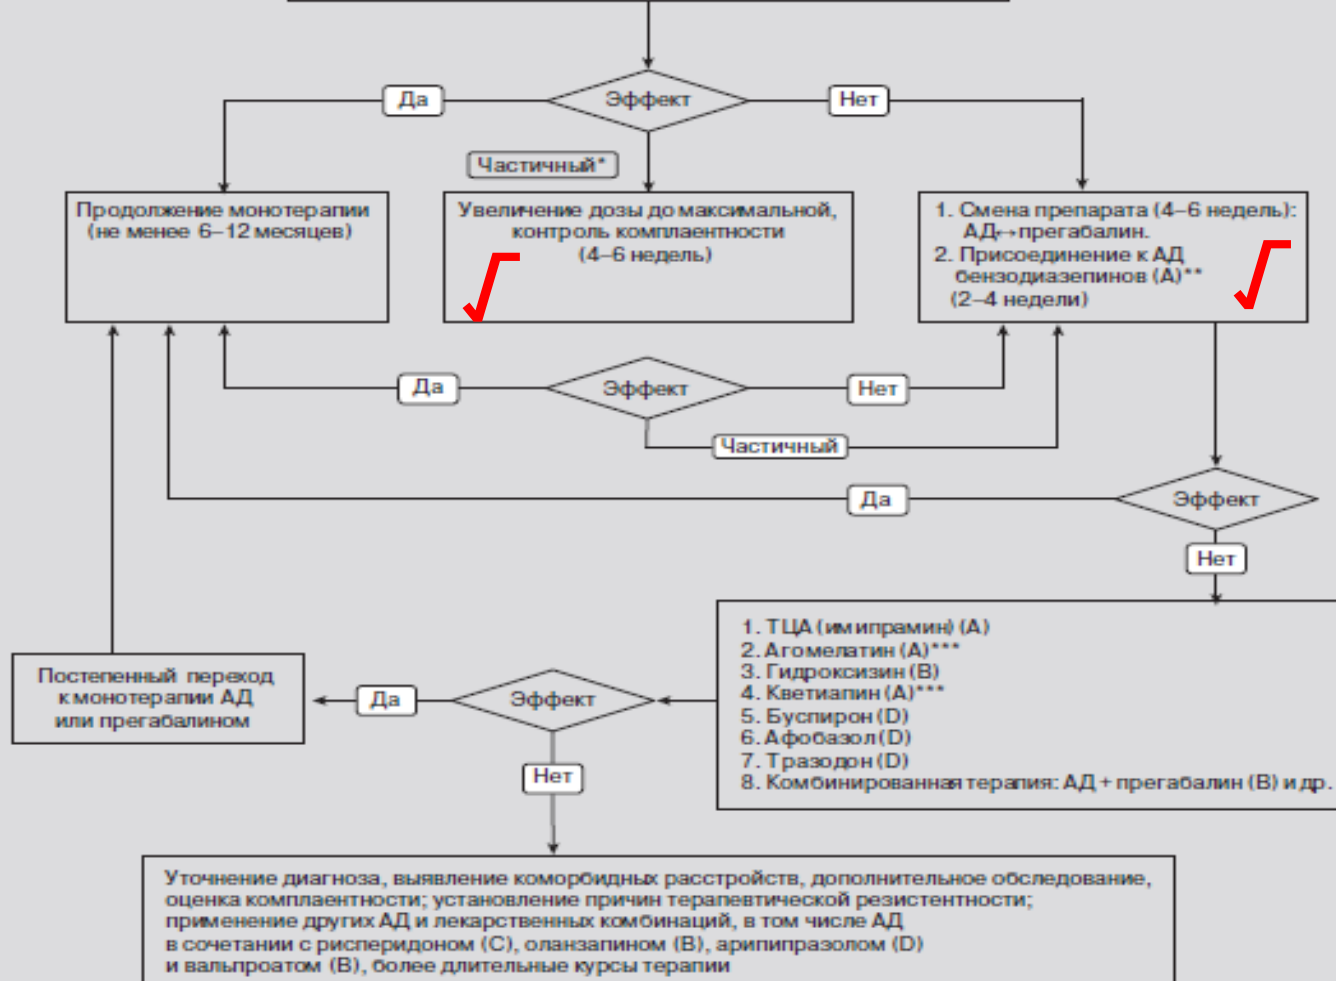 Эффект
Да
Нет
Частичный*
Продолжение монотерапии
(не менее 6–12 месяцев)
Увеличение дозы до максимальной,
контроль комплаентности
(4–6 недель)
1. Смена препарата (4–6 недель):
АД↔прегабалин.
2. Присоединение к АД
бензодиазепинов (А)**
(2–4 недели)
Да
Эффект
Нет
Частичный
Да
Эффект
Нет
1. ТЦА (имипрамин) (А)
2. Агомелатин (А)***
3. Гидроксизин (В)
4. Кветиапин (А)***
5. Буспирон (D)
6. Афобазол (D)
7. Тразодон (D)
8. Комбинированная терапия: АД + прегабалин (В) и др.
Постепенный переход
к монотерапии АД
или прегабалином
Да
Эффект
Нет
Уточнение диагноза, выявление коморбидных расстройств, дополнительное обследование,
оценка комплаентности; установление причин терапевтической резистентности;
применение других АД и лекарственных комбинаций, в том числе АД
в сочетании с рисперидоном (С), оланзапином (В), арипипразолом (D)
и вальпроатом (В), более длительные курсы терапии